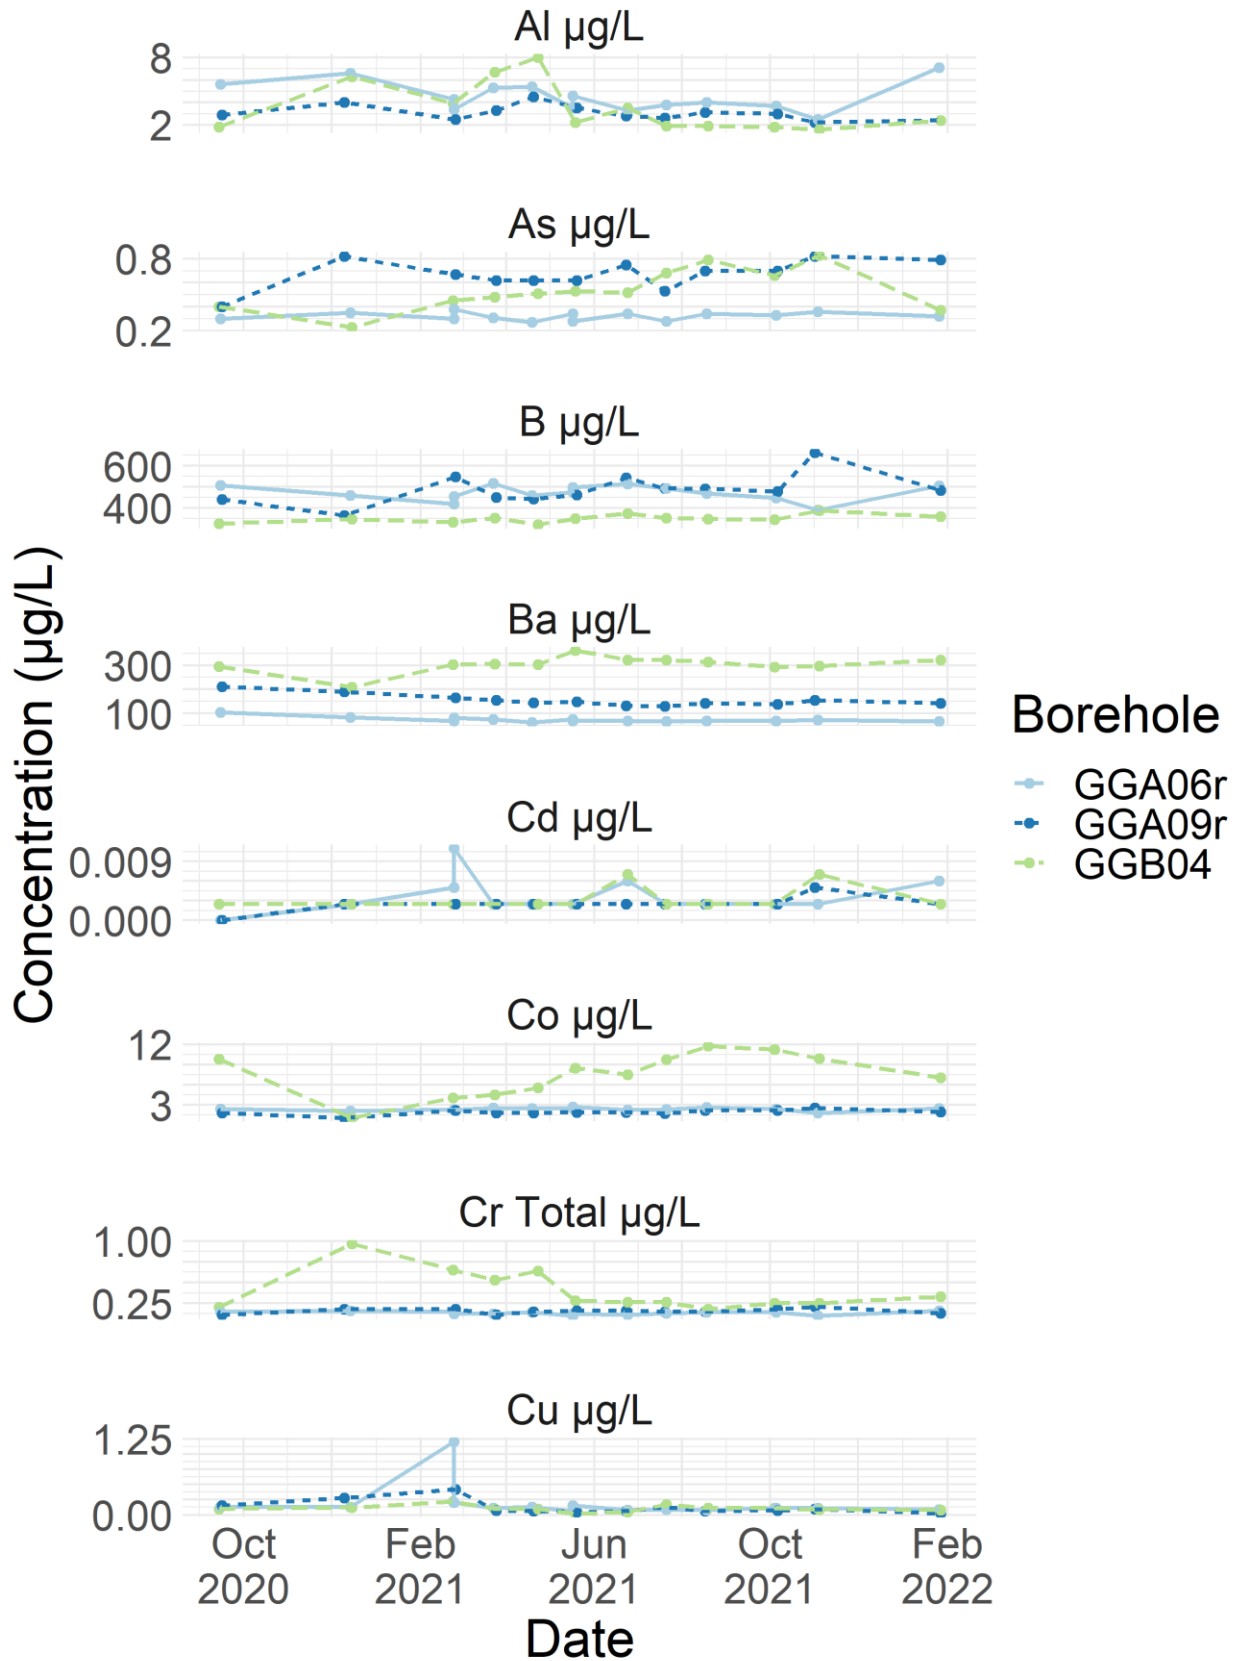 Al µg/L
8
2
As µg/L
0.8
0.2
B µg/L
600
400
Ba µg/L
300
100
Cd µg/L
0.009
0.000
Co µg/L
12
3
Cr Total µg/L
1.00
0.25
Cu µg/L
1.25
0.00
Oct
2020
Feb
2021
Jun
2021
Oct
2021
Feb
2022
Date
Concentration (µg/L)
Borehole
GGA06r
GGA09r
GGB04